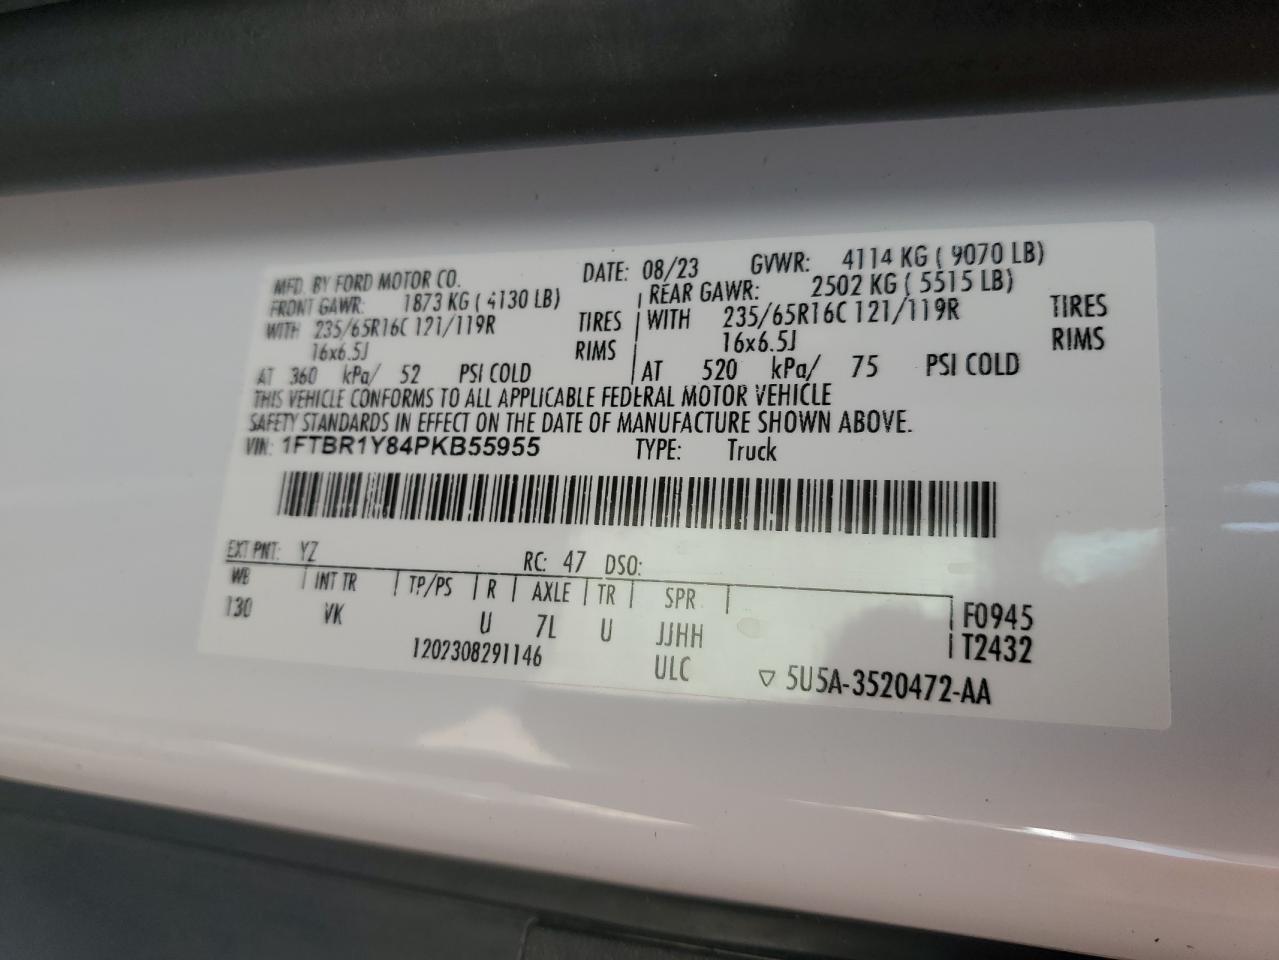 MFD. BY FORD MOTOR CO. DATE: 08/23 GVWR: 4114 KG ( 9070 LB)
FRONT GAWR: 1873 KG ( 4130 LB) REAR GAWR: 2502 KG ( 5515 LB)
WITH 235/65R16C 121/119R TIRES WITH 235/65R16C 121/119R TIRES
16x6.5J RIMS 16x6.5J RIMS
AT 360 kPa/ 52 PSI COLD AT 520 kPa/ 75 PSI COLD
THIS VEHICLE CONFORMS TO ALL APPLICABLE FEDERAL MOTOR VEHICLE
SAFETY STANDARDS IN EFFECT ON THE DATE OF MANUFACTURE SHOWN ABOVE.
VIN: 1FTBR1Y84PKB55955 TYPE: Truck
EXT PNT: YZ RC: 47 DSO:
WB INT TR TP/PS R AXLE TR SPR F0945
130 VK U 7L U JJHH T2432
1202308291146 ULC ▽ 5U5A-3520472-AA